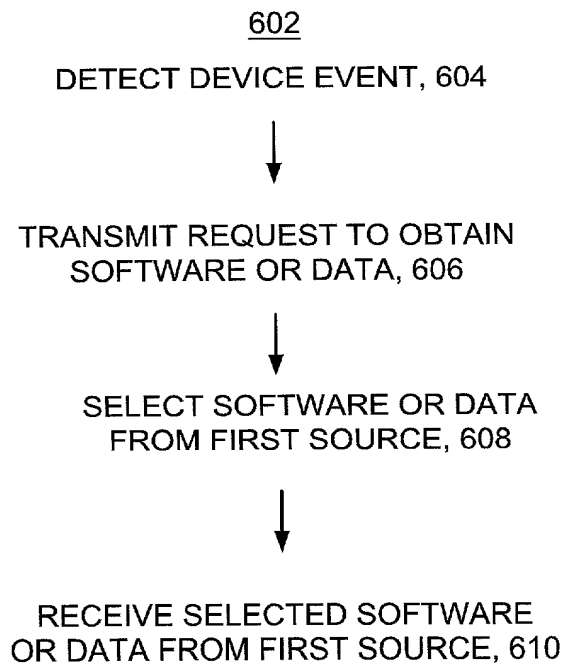 602
DETECT DEVICE EVENT, 604
TRANSMIT REQUEST TO OBTAIN
SOFTWARE OR DATA, 606
SELECT SOFTWARE OR DATA
FROM FIRST SOURCE, 608
RECEIVE SELECTED SOFTWARE
OR DATA FROM FIRST SOURCE, 610